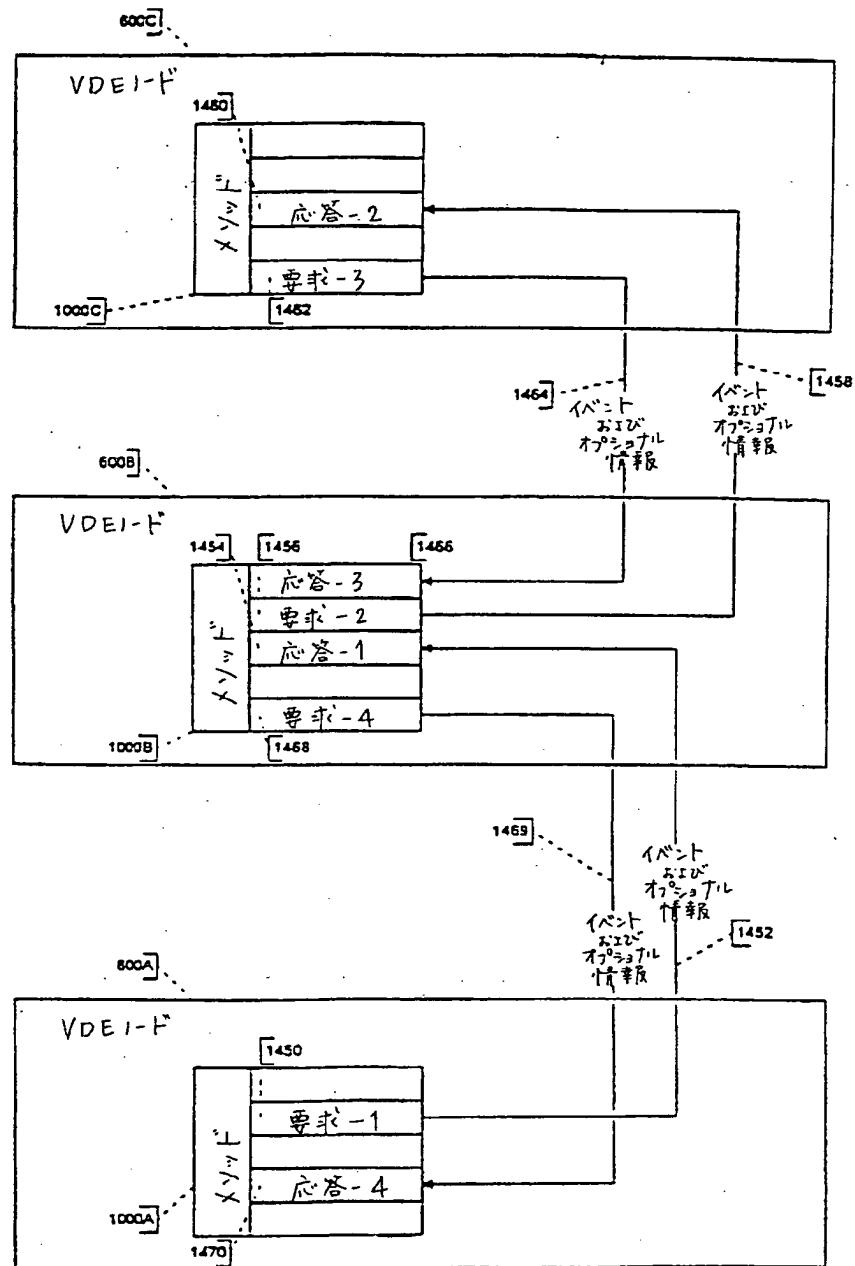 600C
VDEノード
1460
メソッド
応答-2
要求-3
1000C
1462
1464
1458
イベント
および
オプショナル
情報
イベント
および
オプショナル
情報
600B
VDEノード
1454
1456
1466
メソッド
応答-3
要求-2
応答-1
要求-4
1000B
1468
1469
イベント
および
オプショナル
情報
イベント
および
オプショナル
情報
1452
600A
VDEノード
1450
メソッド
要求-1
応答-4
1000A
1470